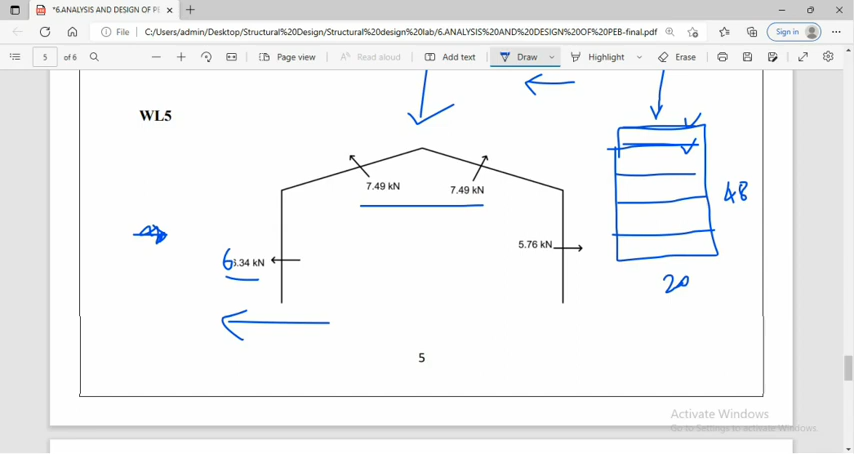 *6.ANALYSIS AND DESIGN OF PE
File
C:/Users/admin/Desktop/Structural%20Design/Structural%20design%20lab/6.ANALYSIS%20AND%20DESIGN%20OF%20PEB-final.pdf
Sign in
5 of 6
Page view
Read aloud
Add text
Draw
Highlight
Erase
WL5
7.49 kN
7.49 kN
48
5.76 kN
6.34 kN
20
5
Activate Windows
Go to Settings to activate Windows.